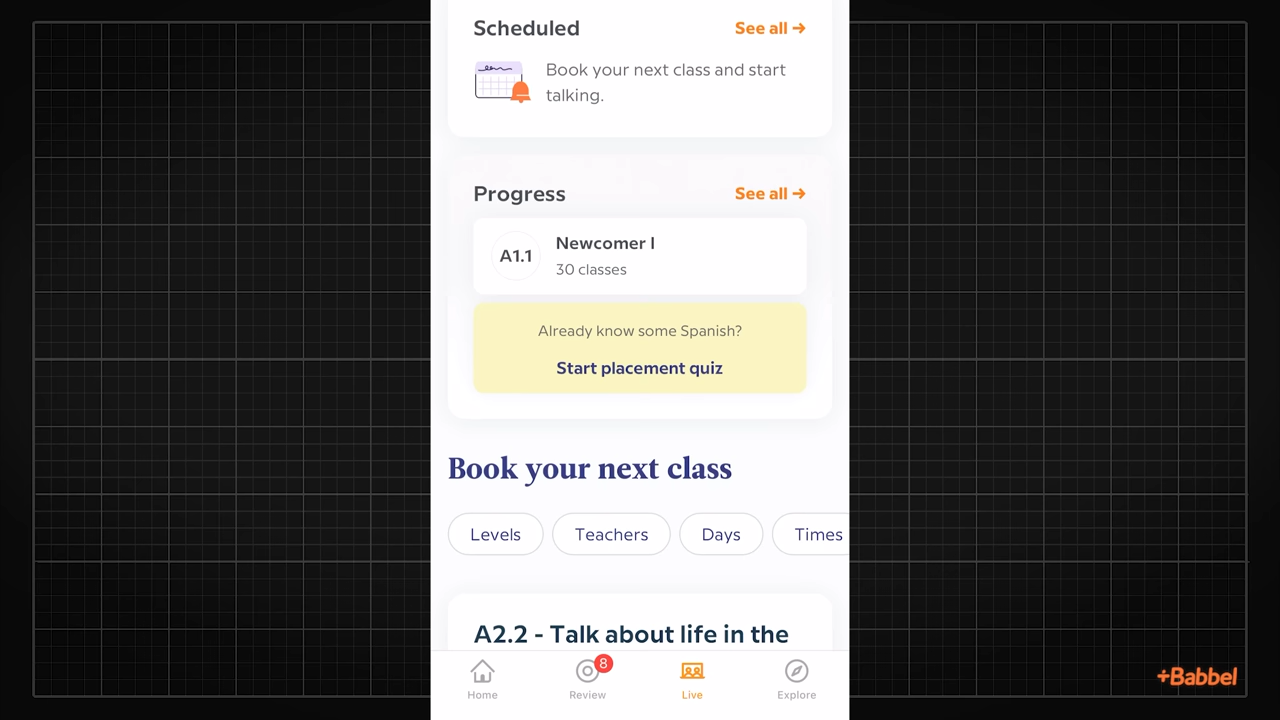 Scheduled
See all →
Book your next class and start
talking.
Progress
See all →
A1.1
Newcomer I
30 classes
Already know some Spanish?
Start placement quiz
Book your next class
Levels
Teachers
Days
Times
A2.2 - Talk about life in the
8
Home
Review
Live
Explore
+Babbel